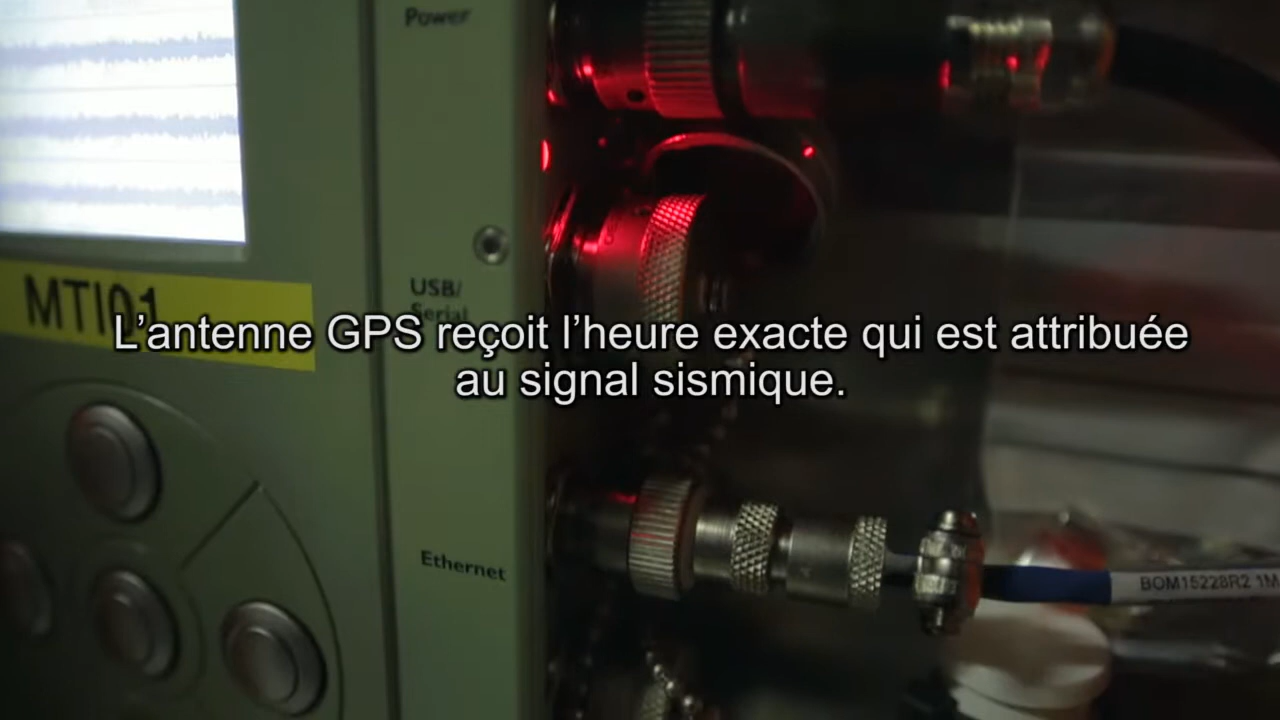 Power
USB/
Serial
MTI01
L’antenne GPS reçoit l’heure exacte qui est attribuée
au signal sismique.
Ethernet
BOM15228R2 1M